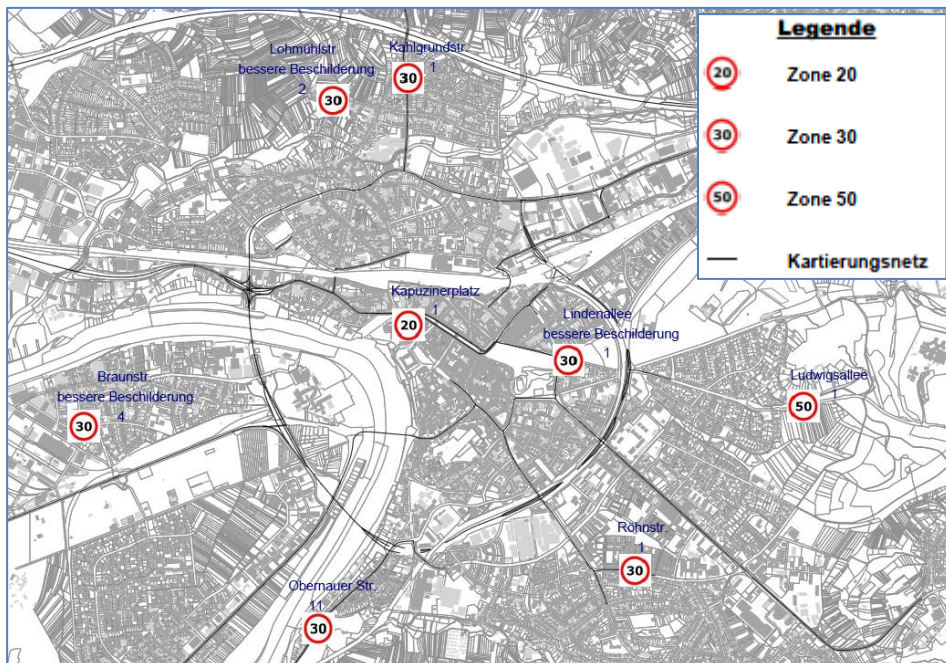 Legende
20 Zone 20
30 Zone 30
50 Zone 50
Kartierungsnetz
Lohmühlstr.
bessere Beschilderung
2
30
Kahlgrundstr.
1
30
Kapuzinerplatz
1
20
Lindenallee
bessere Beschilderung
1
30
Braunstr.
bessere Beschilderung
4
30
Ludwigsallee
1
50
Röhnstr.
1
30
Obernauer Str.
11
30